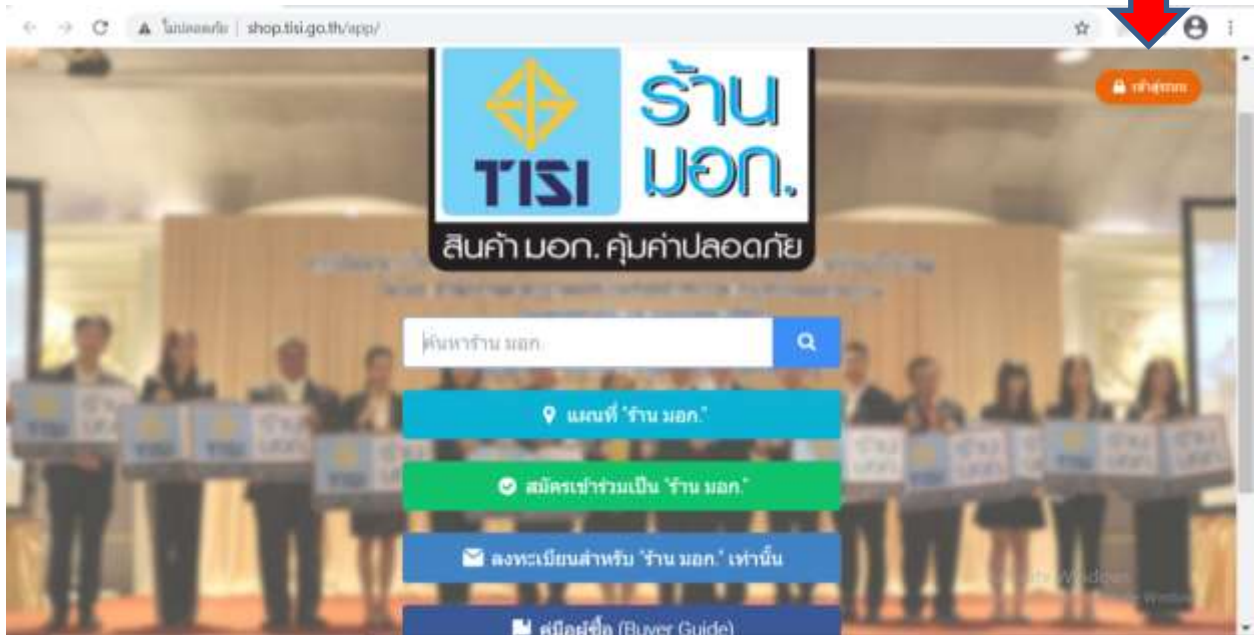 ไม่ปลอดภัย | shop.tisi.go.th/app/
เข้าสู่ระบบ
TISI
ร้าน
มอก.
สินค้า มอก. คุ้มค่าปลอดภัย
ค้นหาร้าน มอก.
แผนที่ "ร้าน มอก."
สมัครเข้าร่วมเป็น "ร้าน มอก."
ลงทะเบียนสำหรับ "ร้าน มอก." เท่านั้น
คู่มือผู้ซื้อ (Buyer Guide)